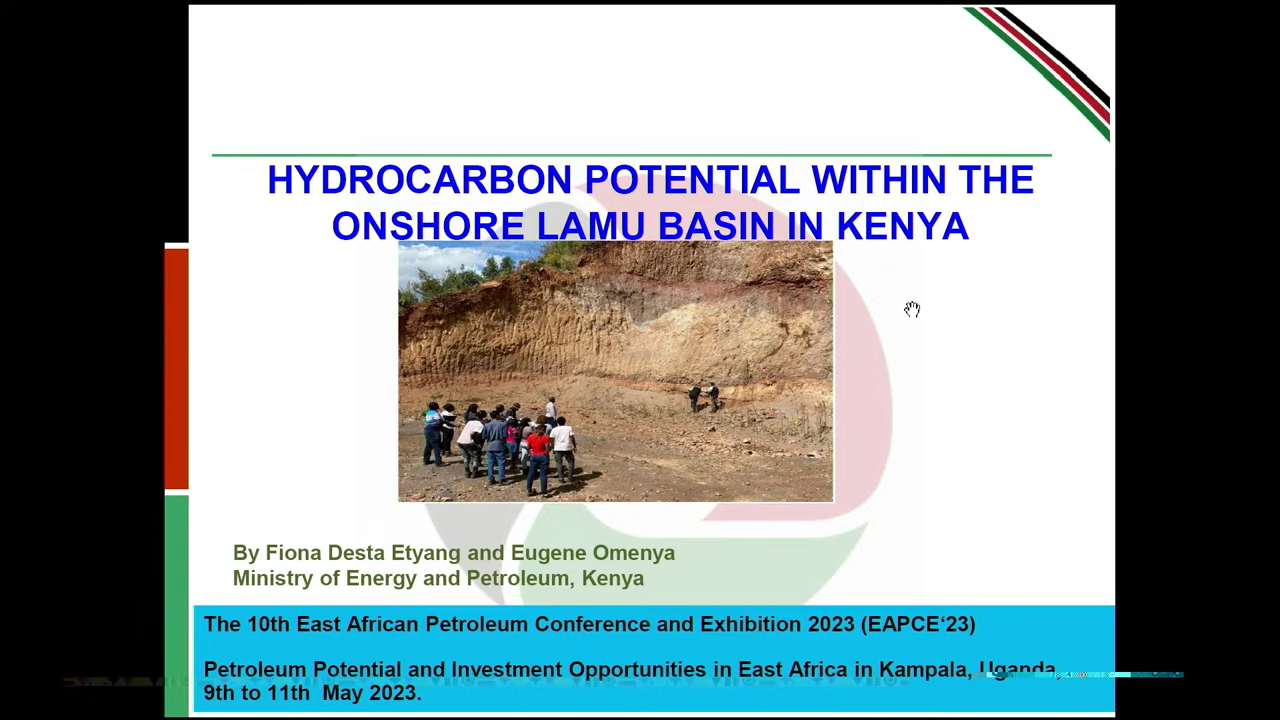 HYDROCARBON POTENTIAL WITHIN THE
ONSHORE LAMU BASIN IN KENYA
By Fiona Desta Etyang and Eugene Omenya
Ministry of Energy and Petroleum, Kenya
The 10th East African Petroleum Conference and Exhibition 2023 (EAPCE‘23)
Petroleum Potential and Investment Opportunities in East Africa in Kampala, Uganda,
9th to 11th May 2023.